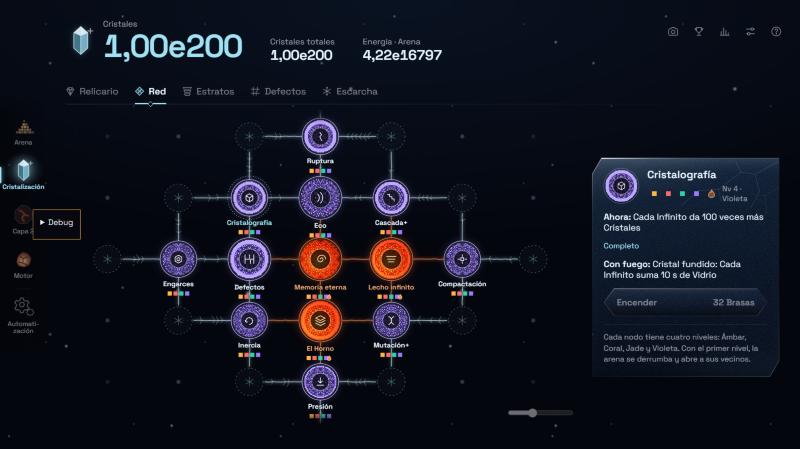 Cristales
1,00e200
Cristales totales
1,00e200
Energía · Arena
4,22e16797
Relicario
Red
Estratos
Defectos
Escarcha
Arena
Cristalización
Capa
Debug
Motor
Automati-
zación
Ruptura
Cristalografía
Eco
Cascada+
Engarces
Defectos
Memoria eterna
Lecho infinito
Compactación
Inercia
El Horno
Mutación+
Presión
Cristalografía
Nv 4 ·
Violeta
Ahora: Cada Infinito da 100 veces más
Cristales
Completo
Con fuego: Cristal fundido: Cada
Infinito suma 10 s de Vidrio
Encender
32 Brasas
Cada nodo tiene cuatro niveles: Ámbar,
Coral, Jade y Violeta. Con el primer nivel, la
arena se derrumba y abre a sus vecinos.